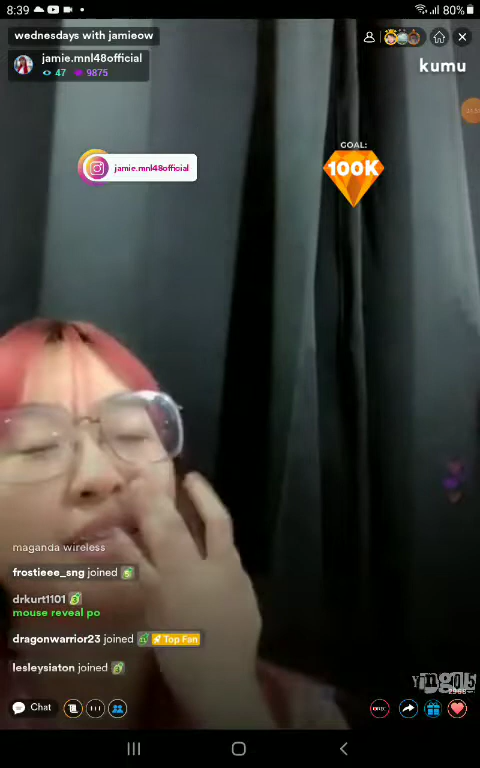 8:39
80%
wednesdays with jamieow
jamie.mnl48official
47 9875
kumu
GOAL:
100K
jamie.mnl48official
maganda wireless
frostieee_sng joined
drkurt1101
mouse reveal po
dragonwarrior23 joined Top Fan
lesleysiaton joined
Chat